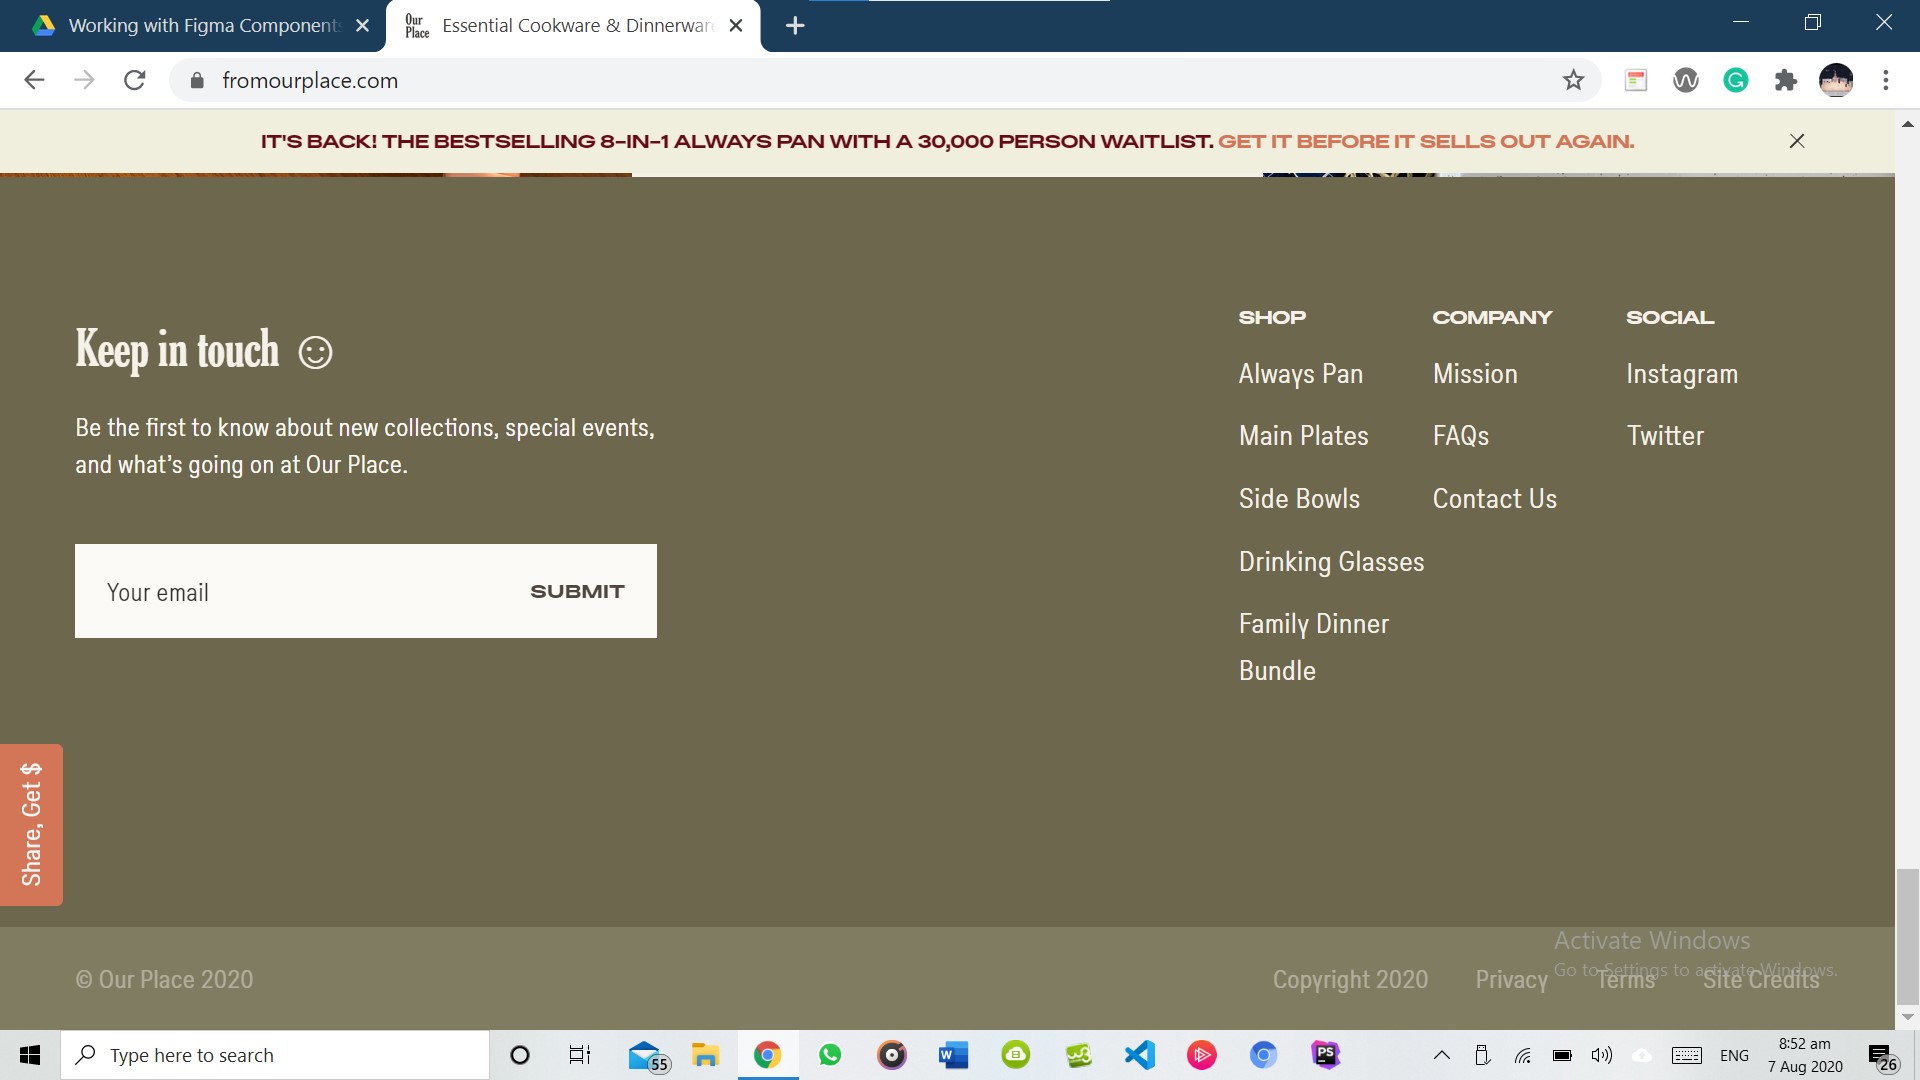 Working with Figma Components
Our Place
Essential Cookware & Dinnerware
fromourplace.com
IT'S BACK! THE BESTSELLING 8-IN-1 ALWAYS PAN WITH A 30,000 PERSON WAITLIST. GET IT BEFORE IT SELLS OUT AGAIN.
Keep in touch
Be the first to know about new collections, special events,
and what's going on at Our Place.
Your email
SUBMIT
SHOP
Always Pan
Main Plates
Side Bowls
Drinking Glasses
Family Dinner
Bundle
COMPANY
Mission
FAQs
Contact Us
SOCIAL
Instagram
Twitter
Share, Get $
Activate Windows
Go to Settings to activate Windows.
© Our Place 2020
Copyright 2020
Privacy
Terms
Site Credits
Type here to search
55
W
PS
ENG
8:52 am
7 Aug 2020
26